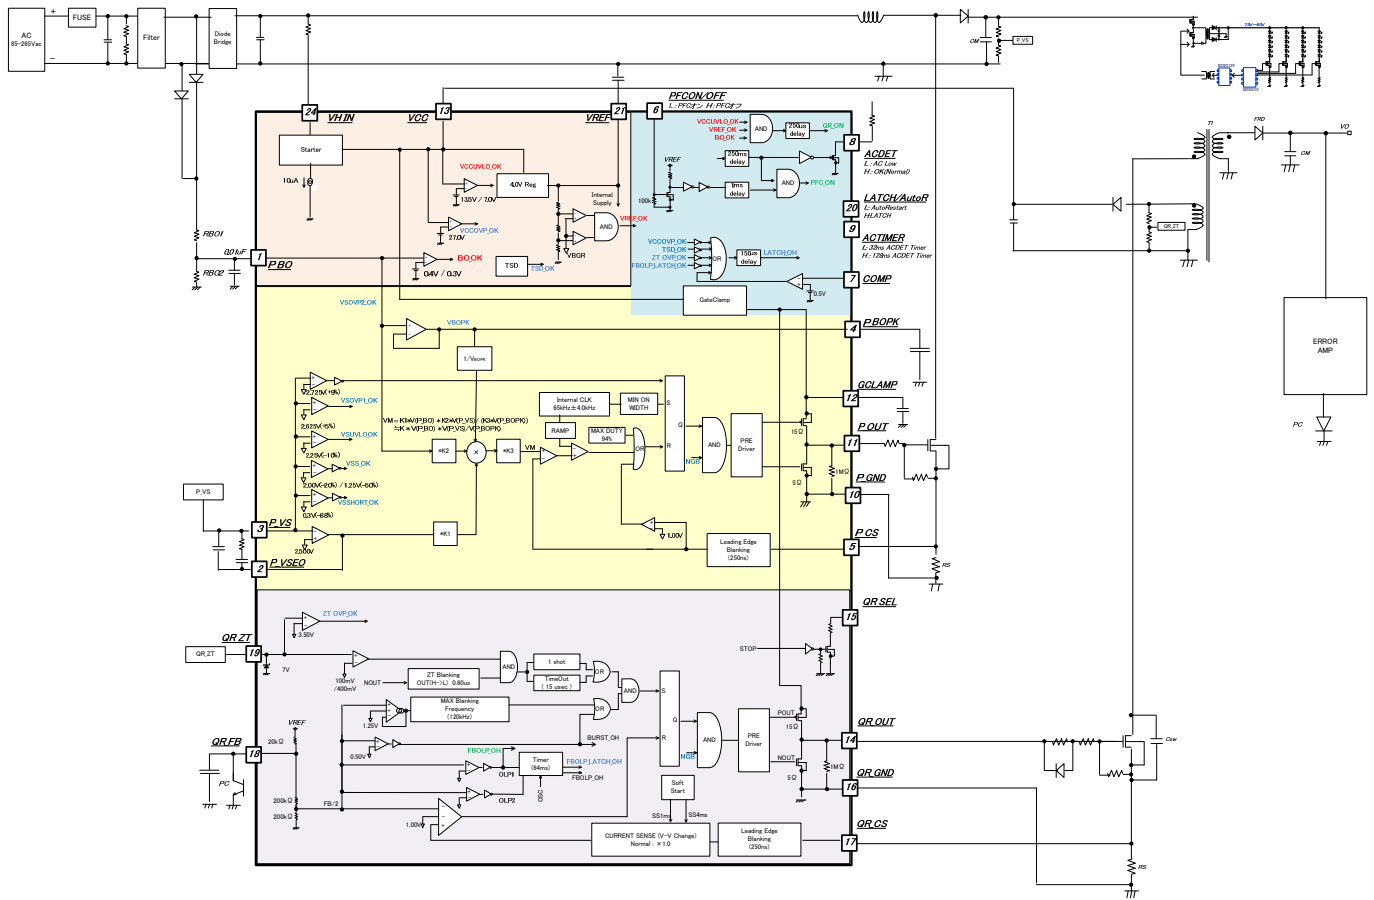 AC
85-265Vac
+
−
FUSE
Filter
Diode
Bridge
CM
P_VS
25V~60V
24
VH IN
13
VCC
21
VREF
6
PFCON/OFF
L : PFCオン H : PFCオフ
Starter
10uA
VCCUVLO_OK
13.5V / 7.0V
4.0V Reg
Internal
Supply
VCCOVP_OK
27.0V
AND
VREF_OK
VBGR
BO_OK
0.4V / 0.3V
TSD
TSD_OK
VCCUVLO_OK
VREF_OK
BO_OK
AND
250us
delay
QR_ON
VREF
250ms
delay
1ms
delay
AND
PFC_ON
100k
VCCOVP_OK
TSD_OK
ZT OVP_OK
FBOLP_LATCH_OK
OR
150us
delay
LATCH_OH
0.5V
GateClamp
8
ACDET
L : AC Low
H : OK(Normal)
20
LATCH/AutoR
L: AutoRestart
H:LATCH
9
ACTIMER
L: 32ms ACDET Timer
H : 128ms ACDET Timer
7
COMP
RBO1
RBO2
0.01uF
1
P.BO
T1
FRD
VO
CM
QR_ZT
VSOVP2_OK
VBOPK
1/VBOPK
4
P.BOPK
12
GCLAMP
11
P.OUT
10
P_GND
5
P.CS
RS
ERROR
AMP
PC
2.725V(+9%)
VSOVP1_OK
2.625V(+5%)
VSUVLO_OK
2.25V(-10%)
VSS_OK
2.00V(-20%) / 1.25V(-50%)
VSSHORT_OK
0.3V(-88%)
2.500V
VM = K1*V(P_BO) * K2*V(P_VS)/ (K3*V(P_BOPK))
≒K * V(P_BO) *V(P_VS)/V(P_BOPK)
*K2
×
*K3
VM
*K1
Internal CLK
65kHz±4.0kHz
MIN ON
WIDTH
RAMP
MAX DUTY
94%
OR
S
R
Q
NGB
AND
PRE
Driver
15Ω
5Ω
1MΩ
1.00V
Leading Edge
Blanking
(250ns)
P_VS
3
P_VS
2
P_VSEO
ZT OVP_OK
3.50V
QR_ZT
19
QR ZT
7V
100mV
/400mV
NOUT
ZT Blanking
OUT(H->L) 0.60us
AND
1 shot
TimeOut
( 15 usec )
OR
AND
OR
MAX Blanking
Frequency
(120kHz)
1.25V
VREF
20kΩ
0.50V
BURST_OH
FBOLP_OH
OLP1
OLP2
Timer
(64ms)
FBOLP_LATCH_OH
FBOLP_OH
OSC
QR FB
18
PC
200kΩ
200kΩ
FB/2
1.00V
Soft
Start
SS1ms
SS4ms
CURRENT SENSE (V-V Change)
Normal : ×1.0
Leading Edge
Blanking
(250ns)
S
R
Q
NGB
AND
PRE
Driver
POUT
NOUT
15Ω
5Ω
1MΩ
STOP
15
QR SEL
14
QR OUT
16
QR_GND
17
QR_CS
Csw
RS